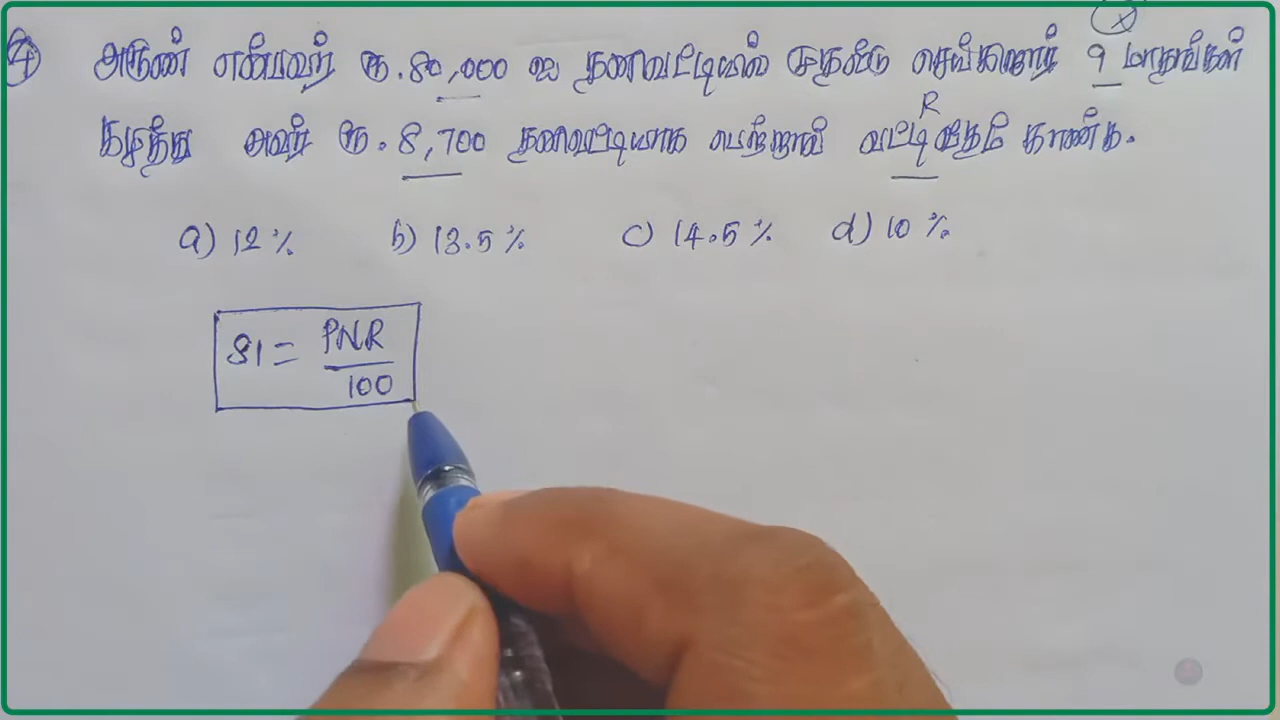 ④ அருண் என்பவர் ரூ.80,000 ஐ தனிவட்டியில் முதலீடு செய்கிறார் 9 மாதங்கள்
கழித்து அவர் ரூ.8,700 தனிவட்டியாக பெற்றால் வட்டி வீதம் காண்க.
R
a) 12% b) 13.5% c) 14.5% d) 10%
SI = PNR
100